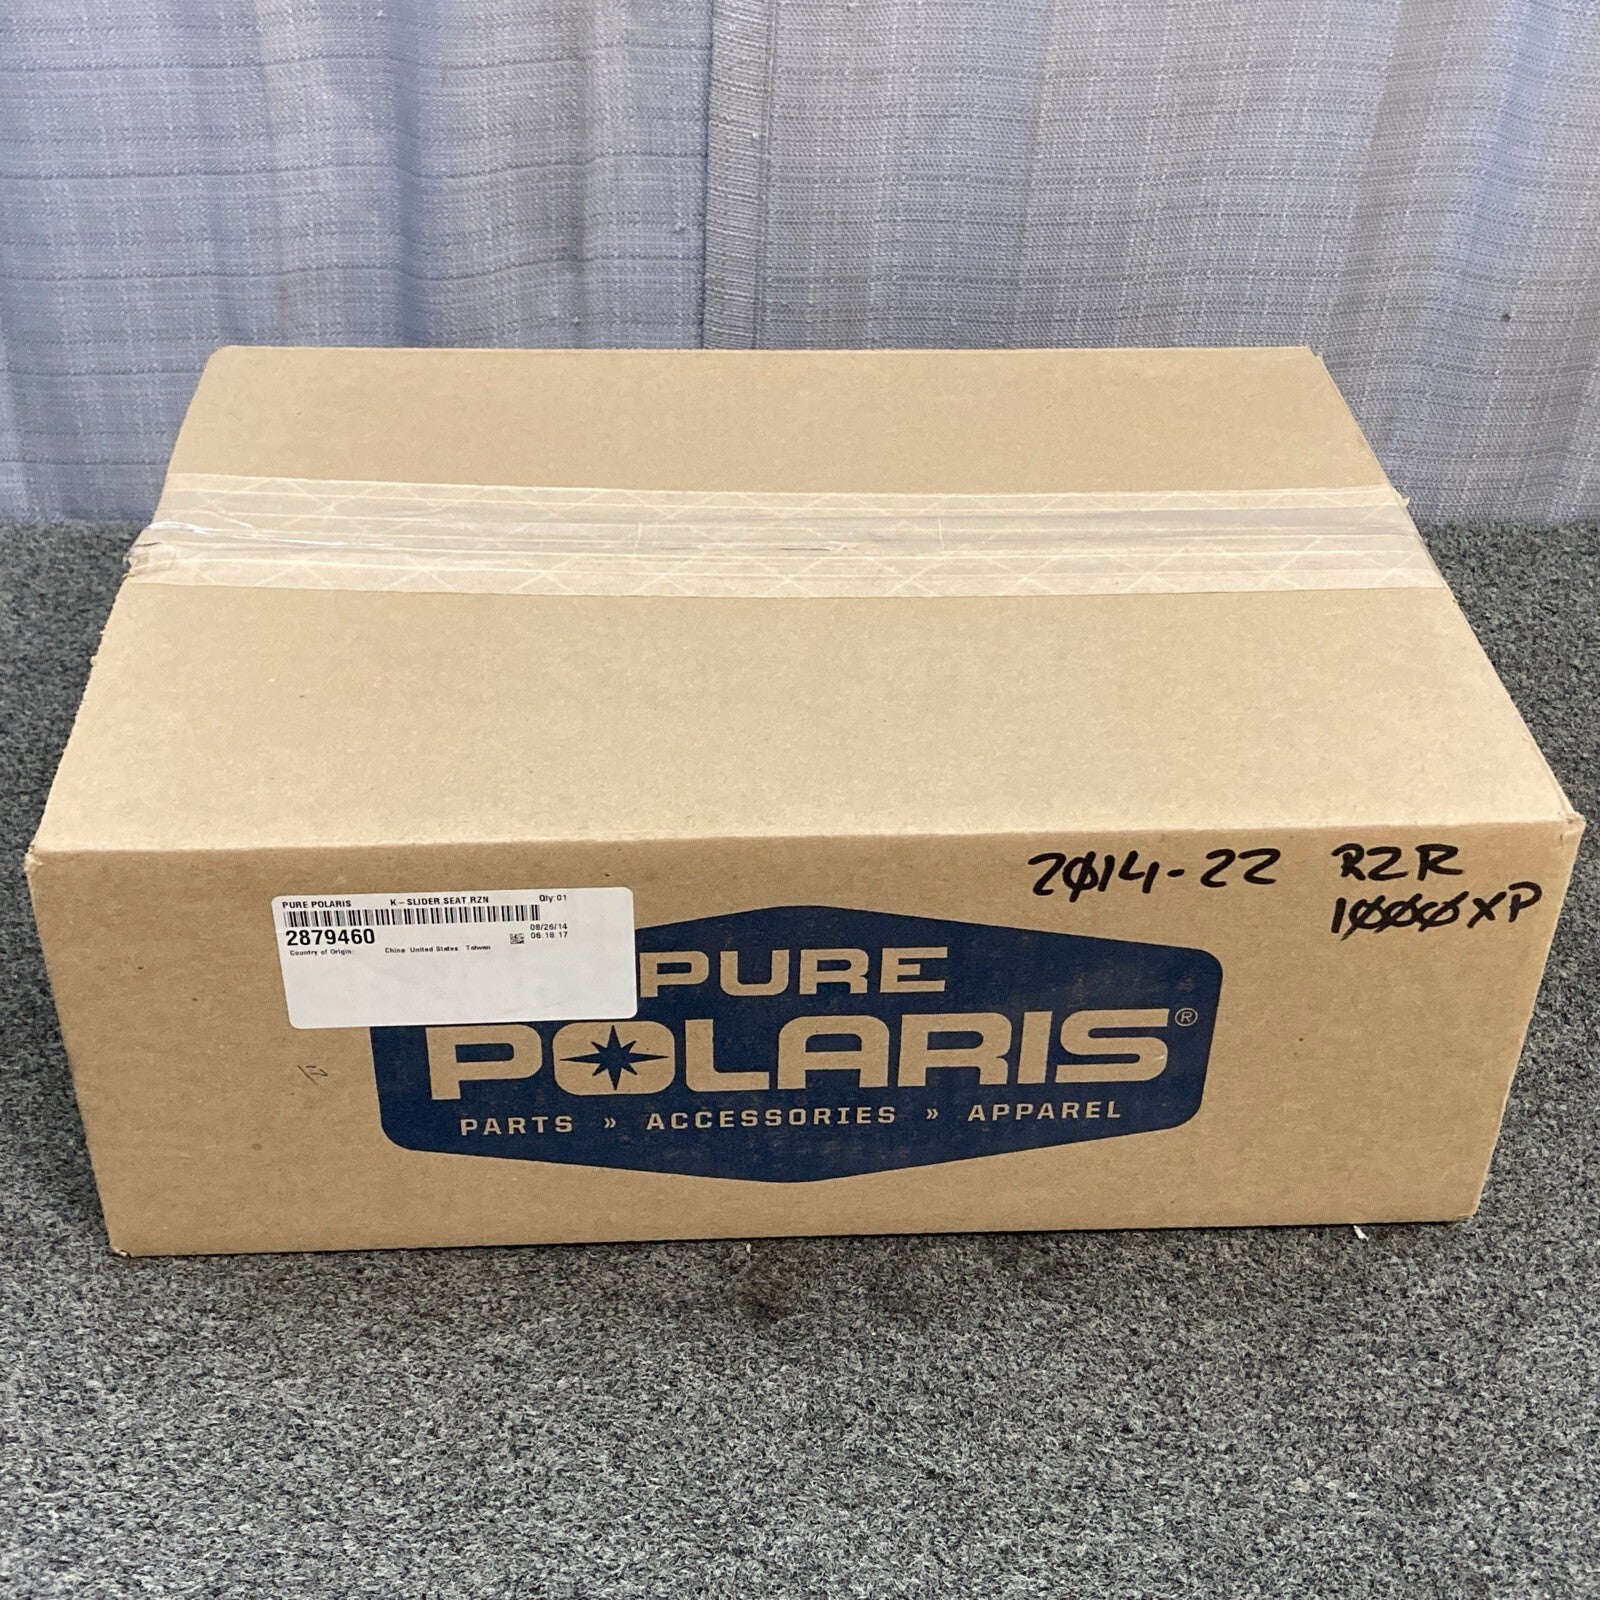 2014-22 RZR
1000XP
PURE POLARIS K-SLIDER,SEAT,RZN Qty:01
2879460 08/26/14
06:18:17
Country of Origin: China United States Taiwan
PURE
POLARIS®
PARTS » ACCESSORIES » APPAREL